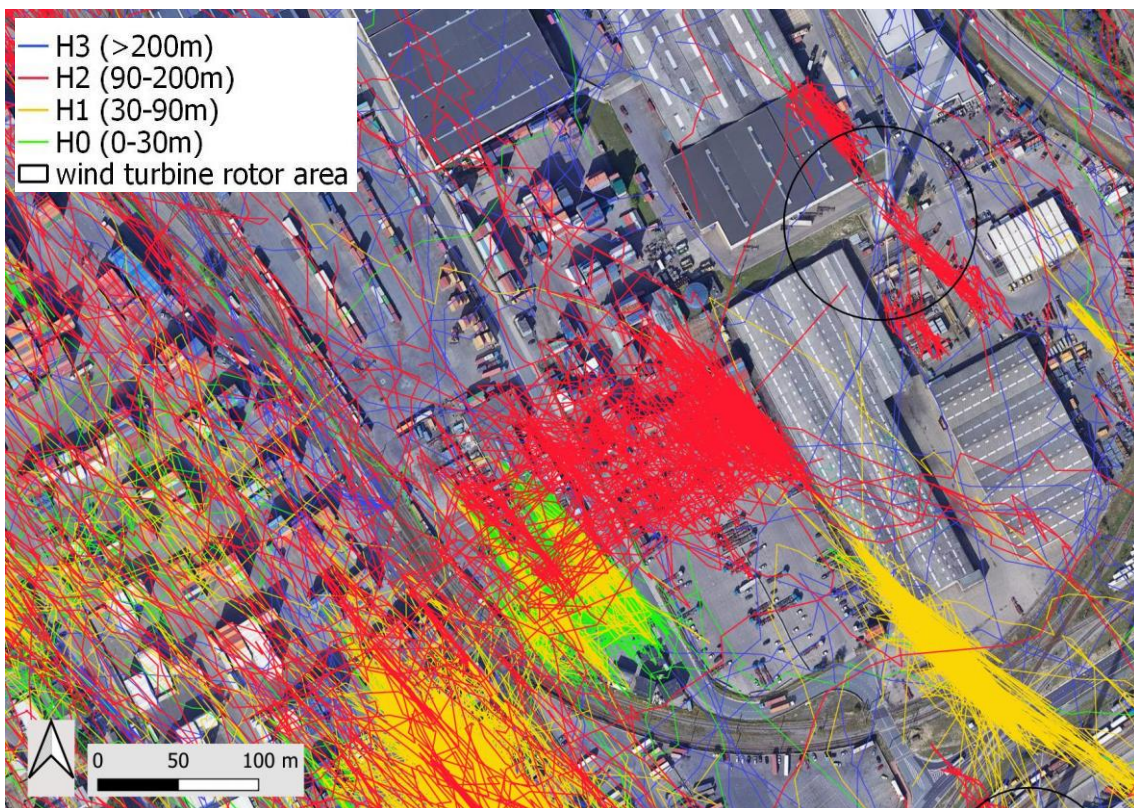 H3 (>200m)
H2 (90-200m)
H1 (30-90m)
H0 (0-30m)
wind turbine rotor area
0 50 100 m